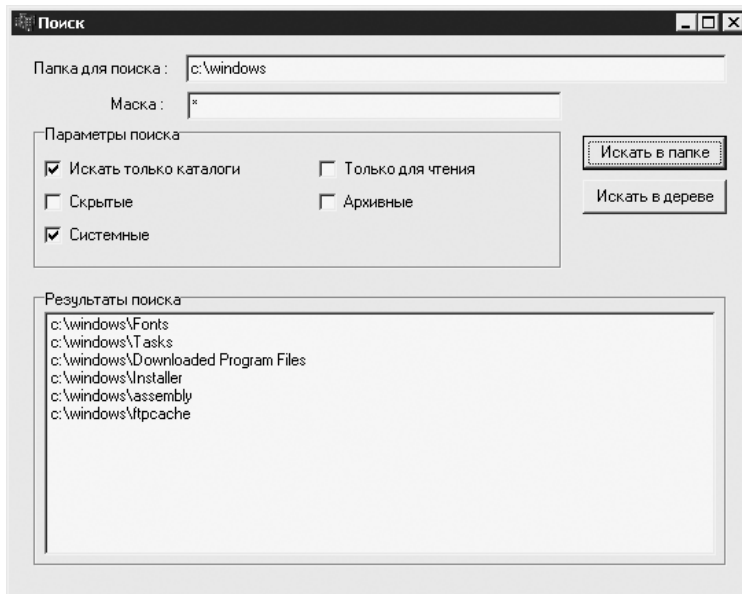 Поиск
Папка для поиска : c:\windows
Маска : *
Параметры поиска
Искать только каталоги Только для чтения
Скрытые Архивные
Системные
Искать в папке
Искать в дереве
Результаты поиска
c:\windows\Fonts
c:\windows\Tasks
c:\windows\Downloaded Program Files
c:\windows\Installer
c:\windows\assembly
c:\windows\ftpcache